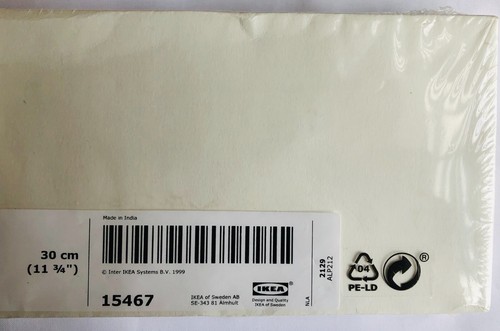 Made in India
30 cm
(11 ¾")
© Inter IKEA Systems B.V. 1999
15467
IKEA of Sweden AB
SE-343 81 Älmhult
IKEA
®
Design and Quality
IKEA of Sweden
NLA
2129
ALP212
04
PE-LD
®